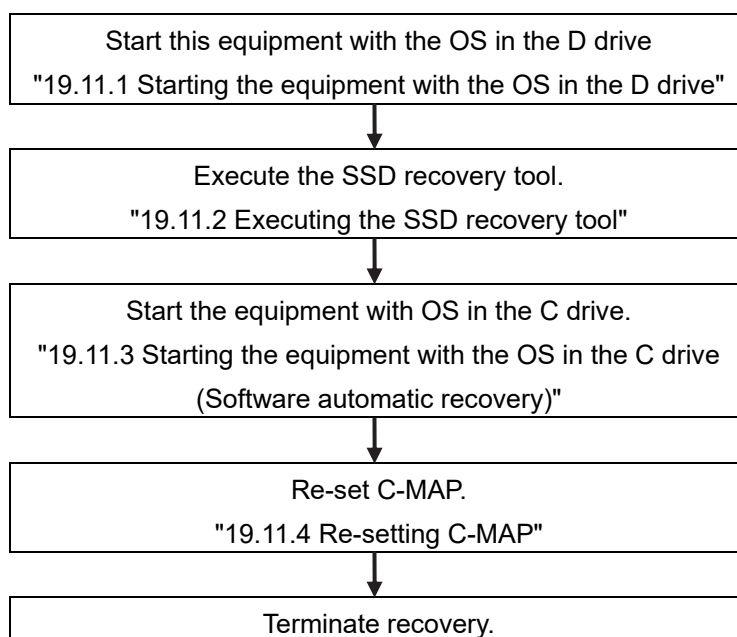 Start this equipment with the OS in the D drive
"19.11.1 Starting the equipment with the OS in the D drive"
Execute the SSD recovery tool.
"19.11.2 Executing the SSD recovery tool"
Start the equipment with OS in the C drive.
"19.11.3 Starting the equipment with the OS in the C drive
(Software automatic recovery)"
Re-set C-MAP.
"19.11.4 Re-setting C-MAP"
Terminate recovery.